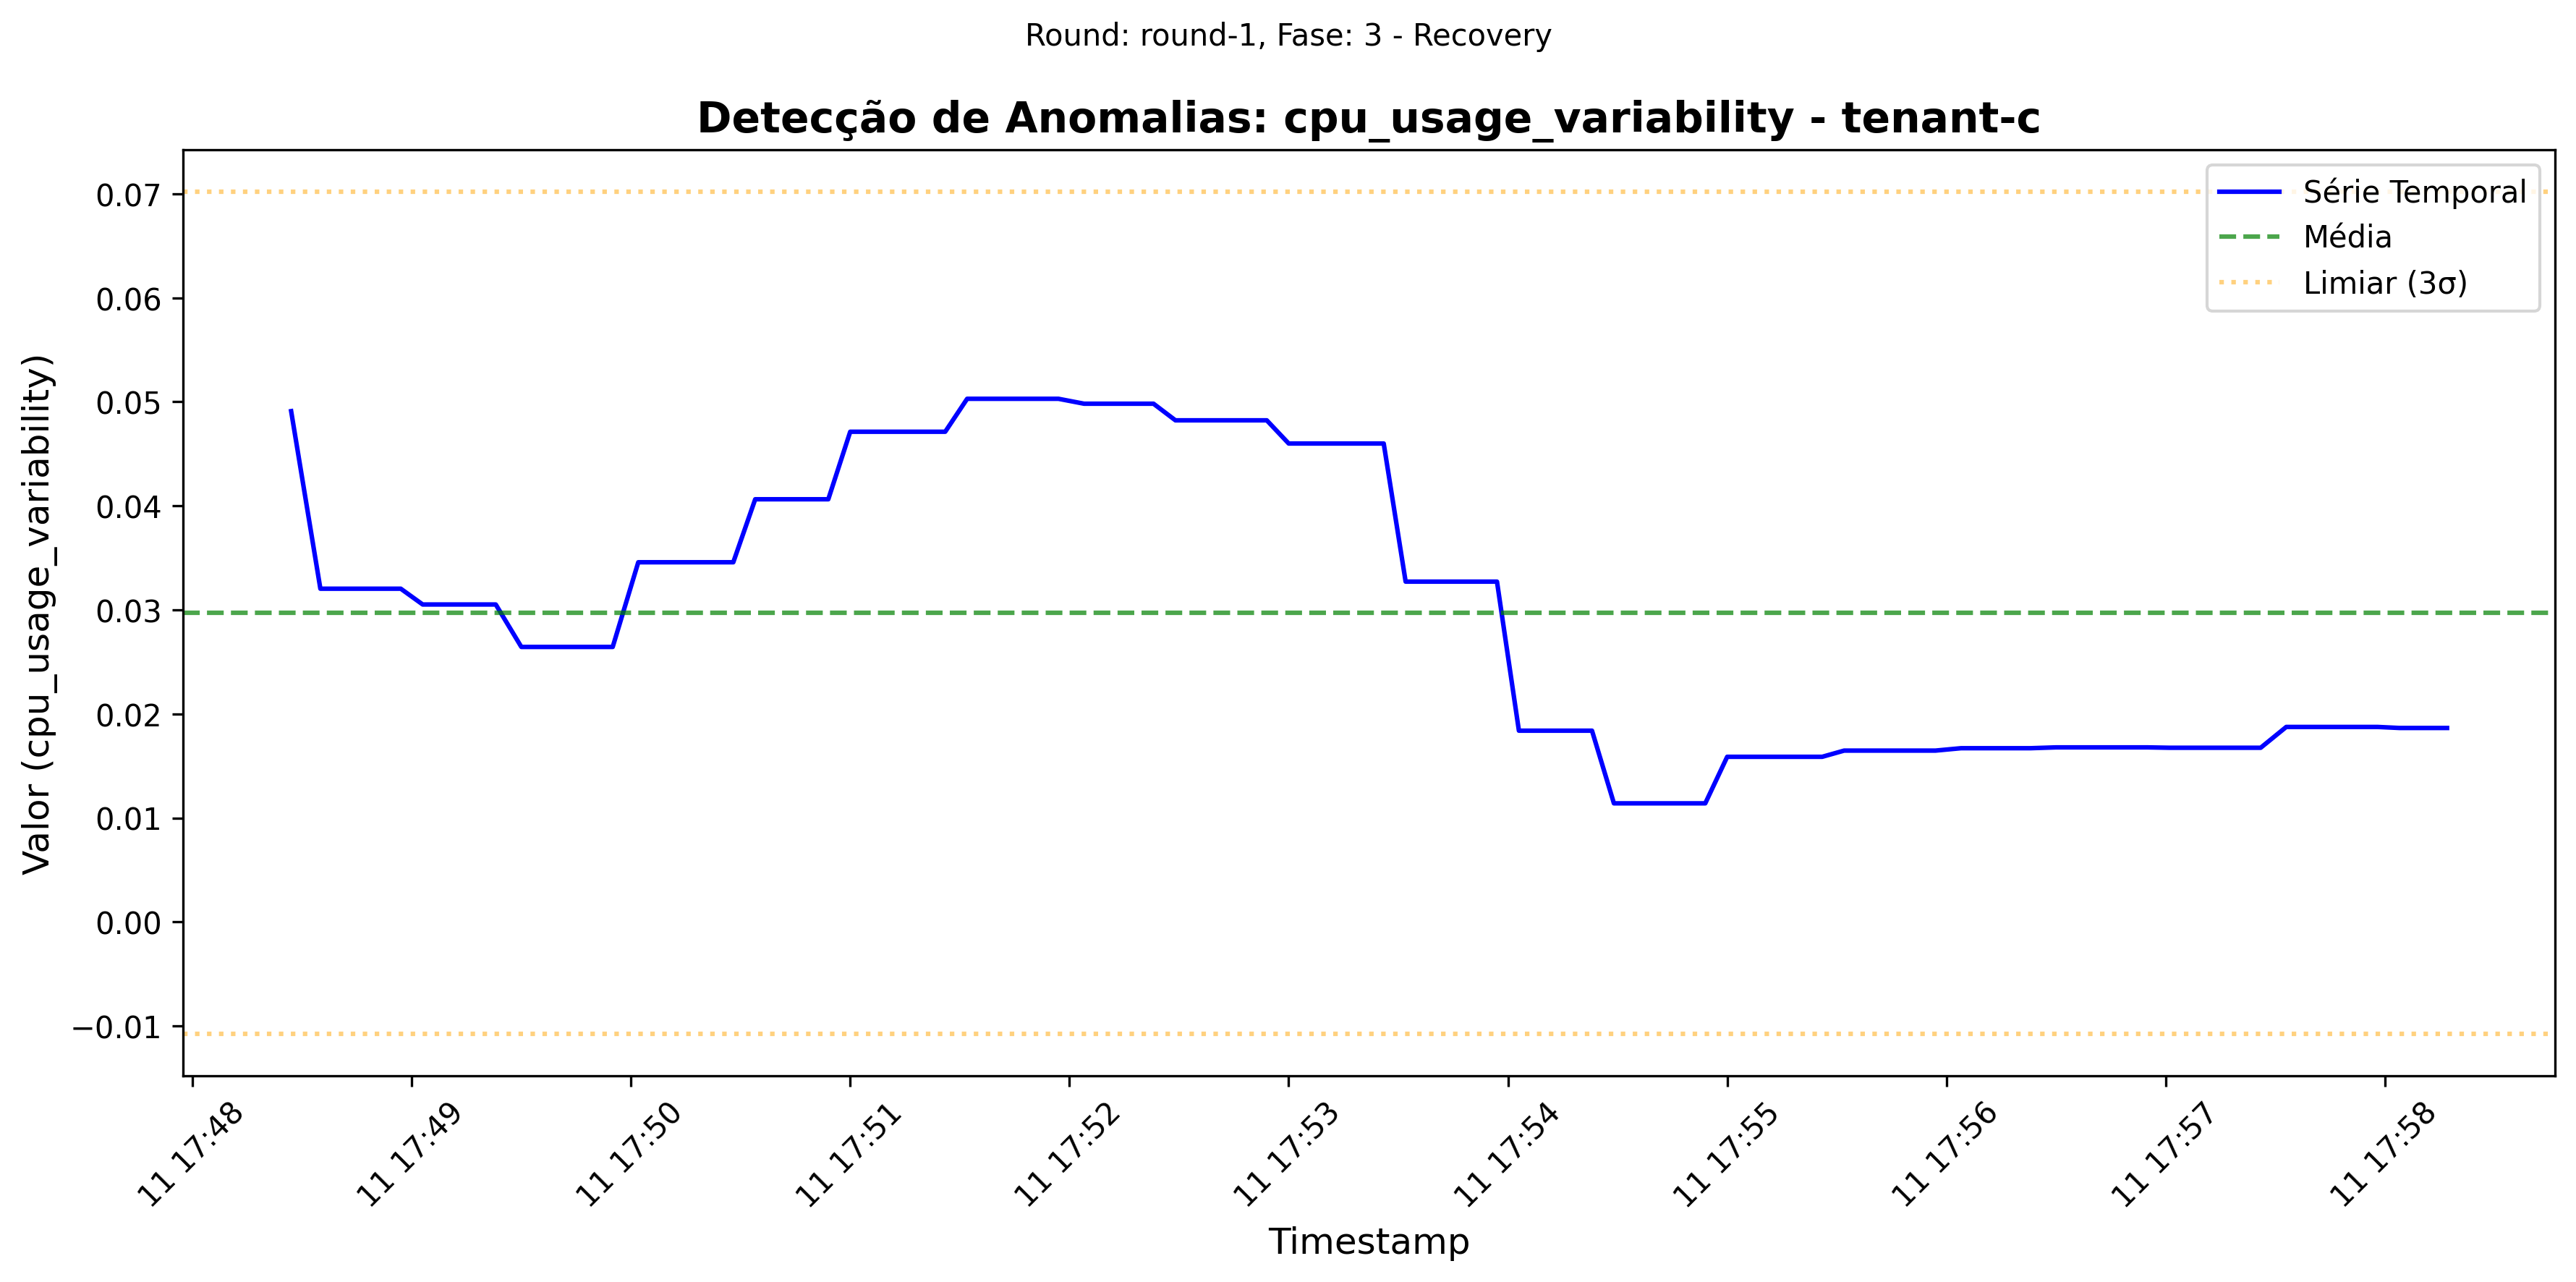 Round: round-1, Fase: 3 - Recovery
Detecção de Anomalias: cpu_usage_variability - tenant-c
Série Temporal
Média
Limiar (3σ)
Valor (cpu_usage_variability)
0.07
0.06
0.05
0.04
0.03
0.02
0.01
0.00
−0.01
11 17:48
11 17:49
11 17:50
11 17:51
11 17:52
11 17:53
11 17:54
11 17:55
11 17:56
11 17:57
11 17:58
Timestamp